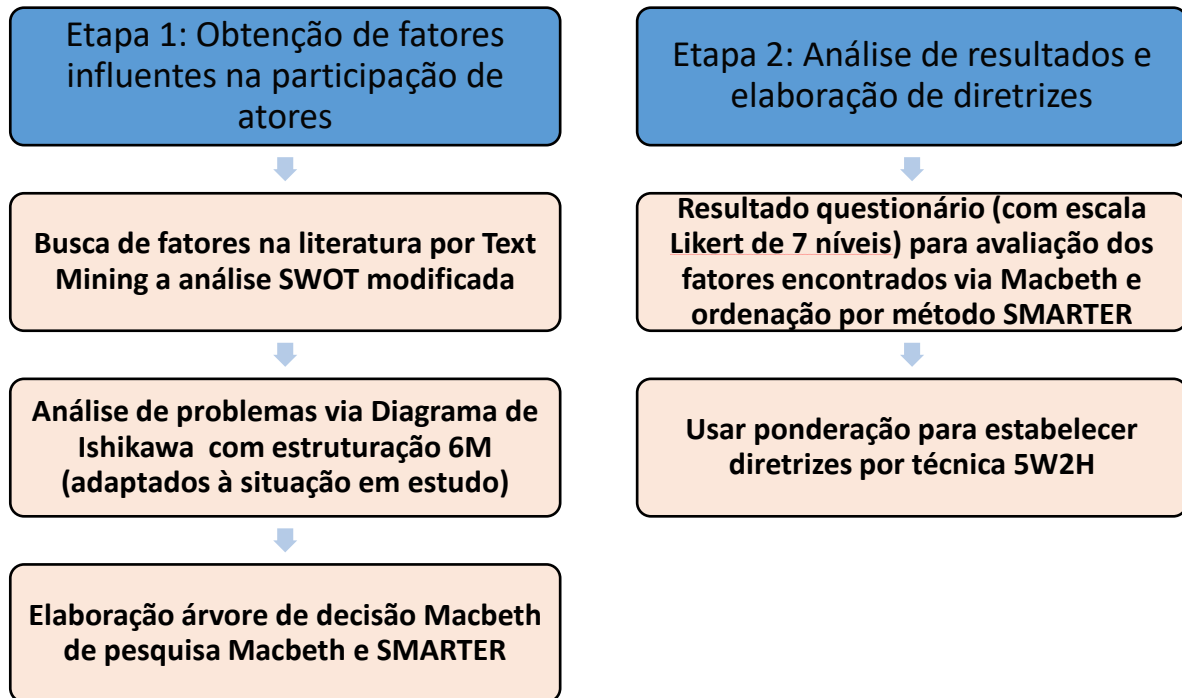 Etapa 1: Obtenção de fatores
influentes na participação de
atores
Busca de fatores na literatura por Text
Mining a análise SWOT modificada
Análise de problemas via Diagrama de
Ishikawa com estruturação 6M
(adaptados à situação em estudo)
Elaboração árvore de decisão Macbeth
de pesquisa Macbeth e SMARTER
Etapa 2: Análise de resultados e
elaboração de diretrizes
Resultado questionário (com escala
Likert de 7 níveis) para avaliação dos
fatores encontrados via Macbeth e
ordenação por método SMARTER
Usar ponderação para estabelecer
diretrizes por técnica 5W2H